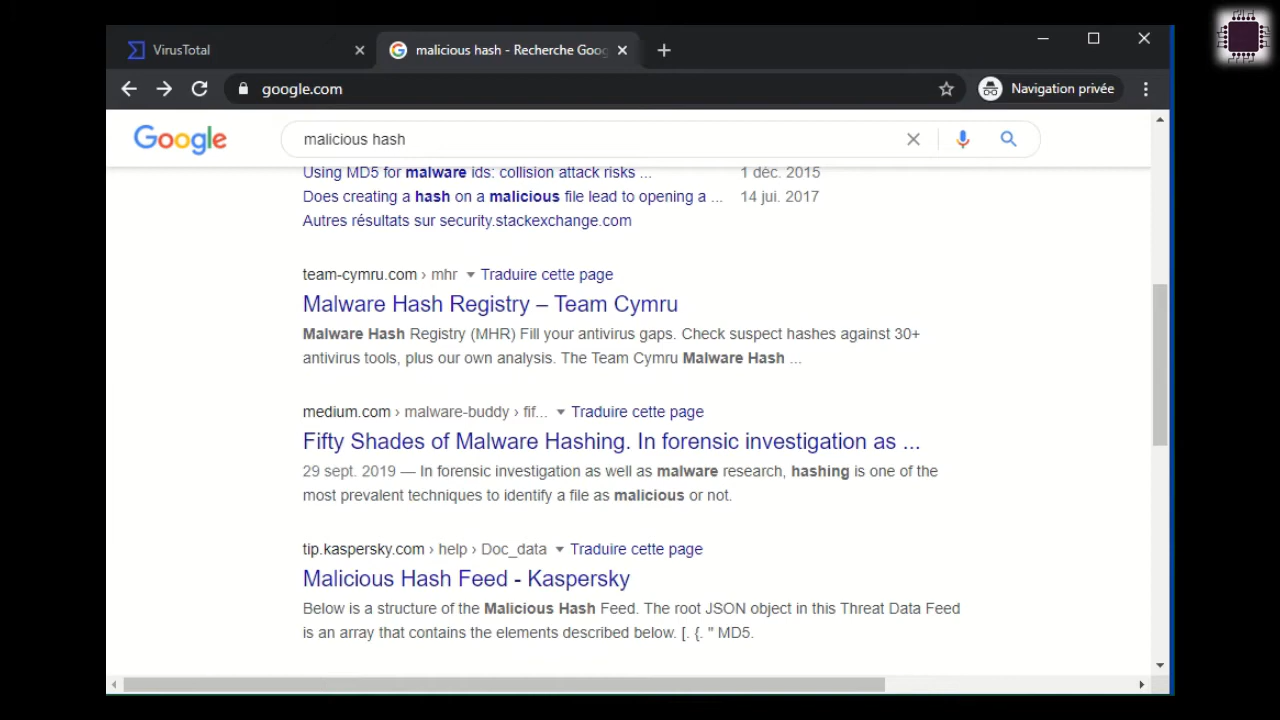 VirusTotal
malicious hash - Recherche Goog
google.com
Navigation privée
Google
malicious hash
Using MD5 for malware ids: collision attack risks ... 1 déc. 2015
Does creating a hash on a malicious file lead to opening a ... 14 jui. 2017
Autres résultats sur security.stackexchange.com
team-cymru.com › mhr Traduire cette page
Malware Hash Registry – Team Cymru
Malware Hash Registry (MHR) Fill your antivirus gaps. Check suspect hashes against 30+
antivirus tools, plus our own analysis. The Team Cymru Malware Hash ...
medium.com › malware-buddy › fif... Traduire cette page
Fifty Shades of Malware Hashing. In forensic investigation as ...
29 sept. 2019 — In forensic investigation as well as malware research, hashing is one of the
most prevalent techniques to identify a file as malicious or not.
tip.kaspersky.com › help › Doc_data Traduire cette page
Malicious Hash Feed - Kaspersky
Below is a structure of the Malicious Hash Feed. The root JSON object in this Threat Data Feed
is an array that contains the elements described below. [. {. " MD5.